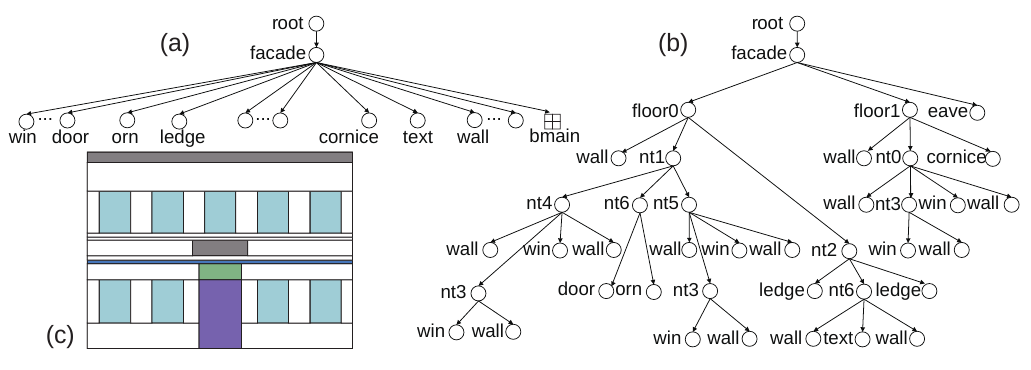 (a)
root
facade
... ... ...
win door orn ledge cornice text wall bmain
(b)
root
facade
floor0 floor1 eave
wall nt1 wall nt0 cornice
nt4 nt6 nt5 wall nt3 win wall
wall win wall wall win wall nt2 win wall
nt3 door orn nt3 ledge nt6 ledge
win wall win wall wall text wall
(c)